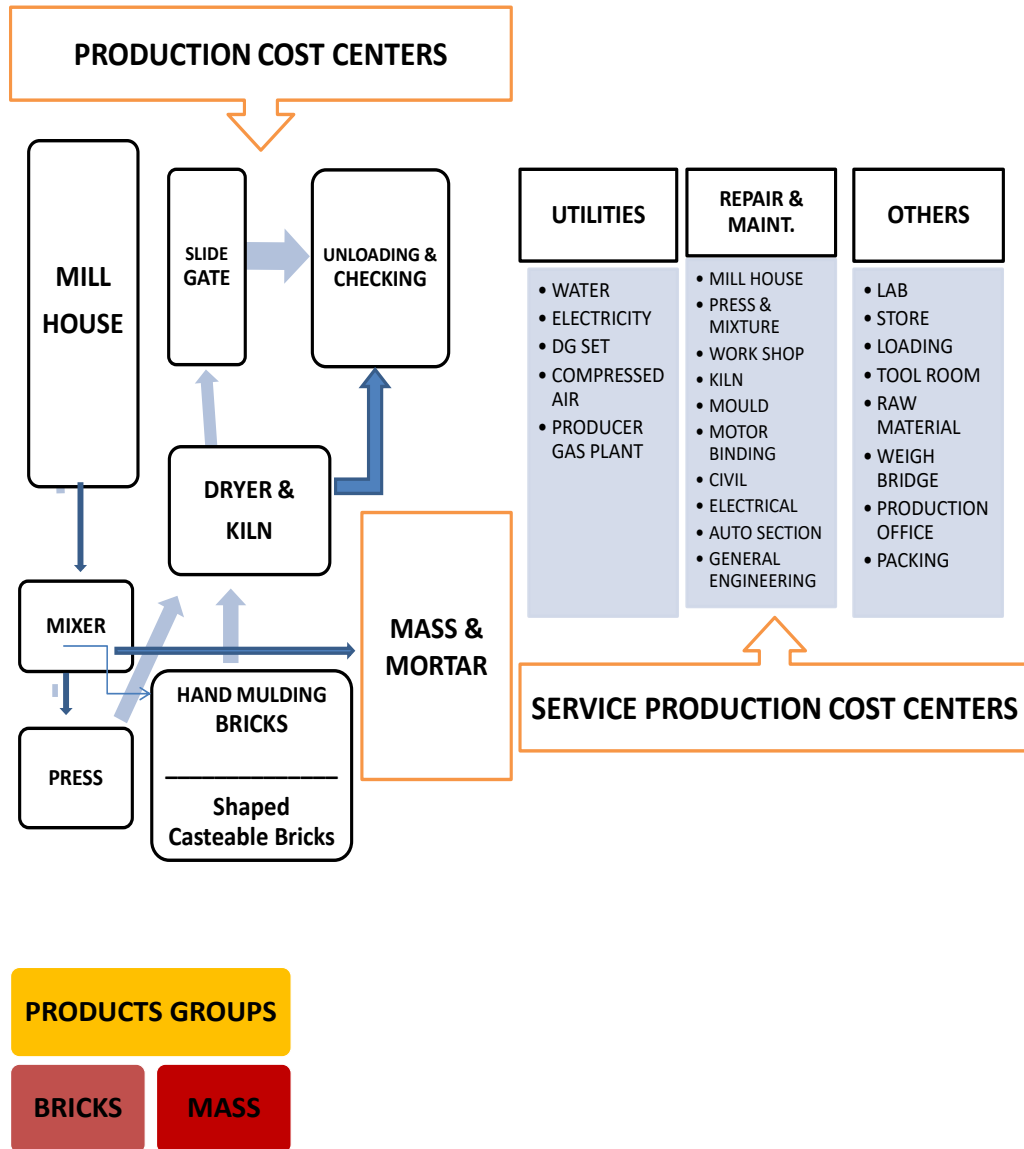 PRODUCTION COST CENTERS
MILL
HOUSE
SLIDE
GATE
UNLOADING &
CHECKING
DRYER &
KILN
MIXER
PRESS
HAND MULDING
BRICKS
______________
Shaped
Casteable Bricks
MASS &
MORTAR
UTILITIES
• WATER
• ELECTRICITY
• DG SET
• COMPRESSED
AIR
• PRODUCER
GAS PLANT
REPAIR &
MAINT.
• MILL HOUSE
• PRESS &
MIXTURE
• WORK SHOP
• KILN
• MOULD
• MOTOR
BINDING
• CIVIL
• ELECTRICAL
• AUTO SECTION
• GENERAL
ENGINEERING
OTHERS
• LAB
• STORE
• LOADING
• TOOL ROOM
• RAW
MATERIAL
• WEIGH
BRIDGE
• PRODUCTION
OFFICE
• PACKING
SERVICE PRODUCTION COST CENTERS
PRODUCTS GROUPS
BRICKS
MASS